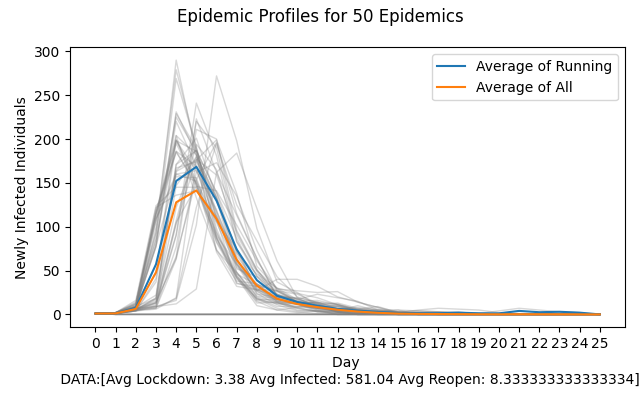 Epidemic Profiles for 50 Epidemics
Average of Running
Average of All
Newly Infected Individuals
300
250
200
150
100
50
0
0 1 2 3 4 5 6 7 8 9 10 11 12 13 14 15 16 17 18 19 20 21 22 23 24 25
Day
DATA:[Avg Lockdown: 3.38 Avg Infected: 581.04 Avg Reopen: 8.333333333333334]